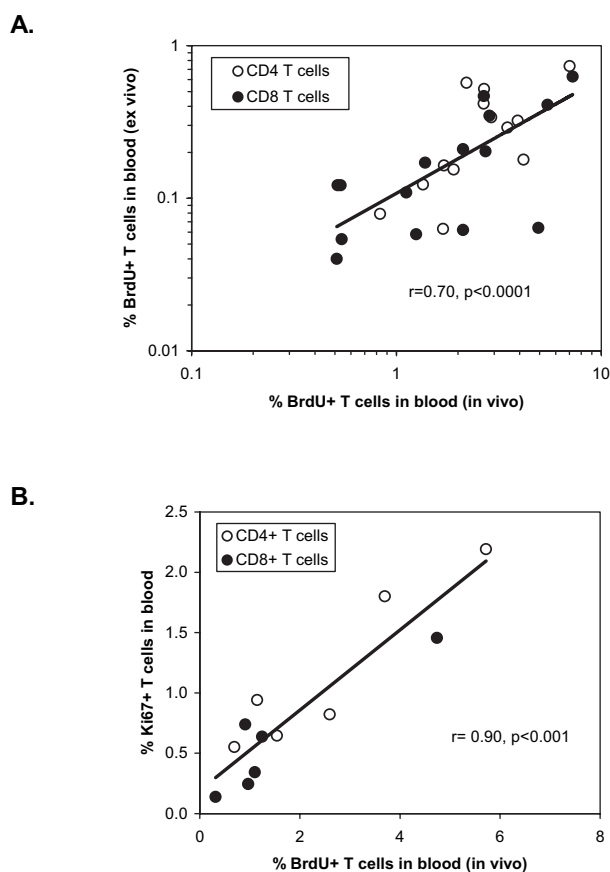 A.
% BrdU+ T cells in blood (ex vivo)
1
0.1
0.01
CD4 T cells
CD8 T cells
r=0.70, p<0.0001
0.1 1 10
% BrdU+ T cells in blood (in vivo)
B.
% Ki67+ T cells in blood
2.5
2.0
1.5
1.0
0.5
0.0
CD4+ T cells
CD8+ T cells
r= 0.90, p<0.001
0 2 4 6 8
% BrdU+ T cells in blood (in vivo)